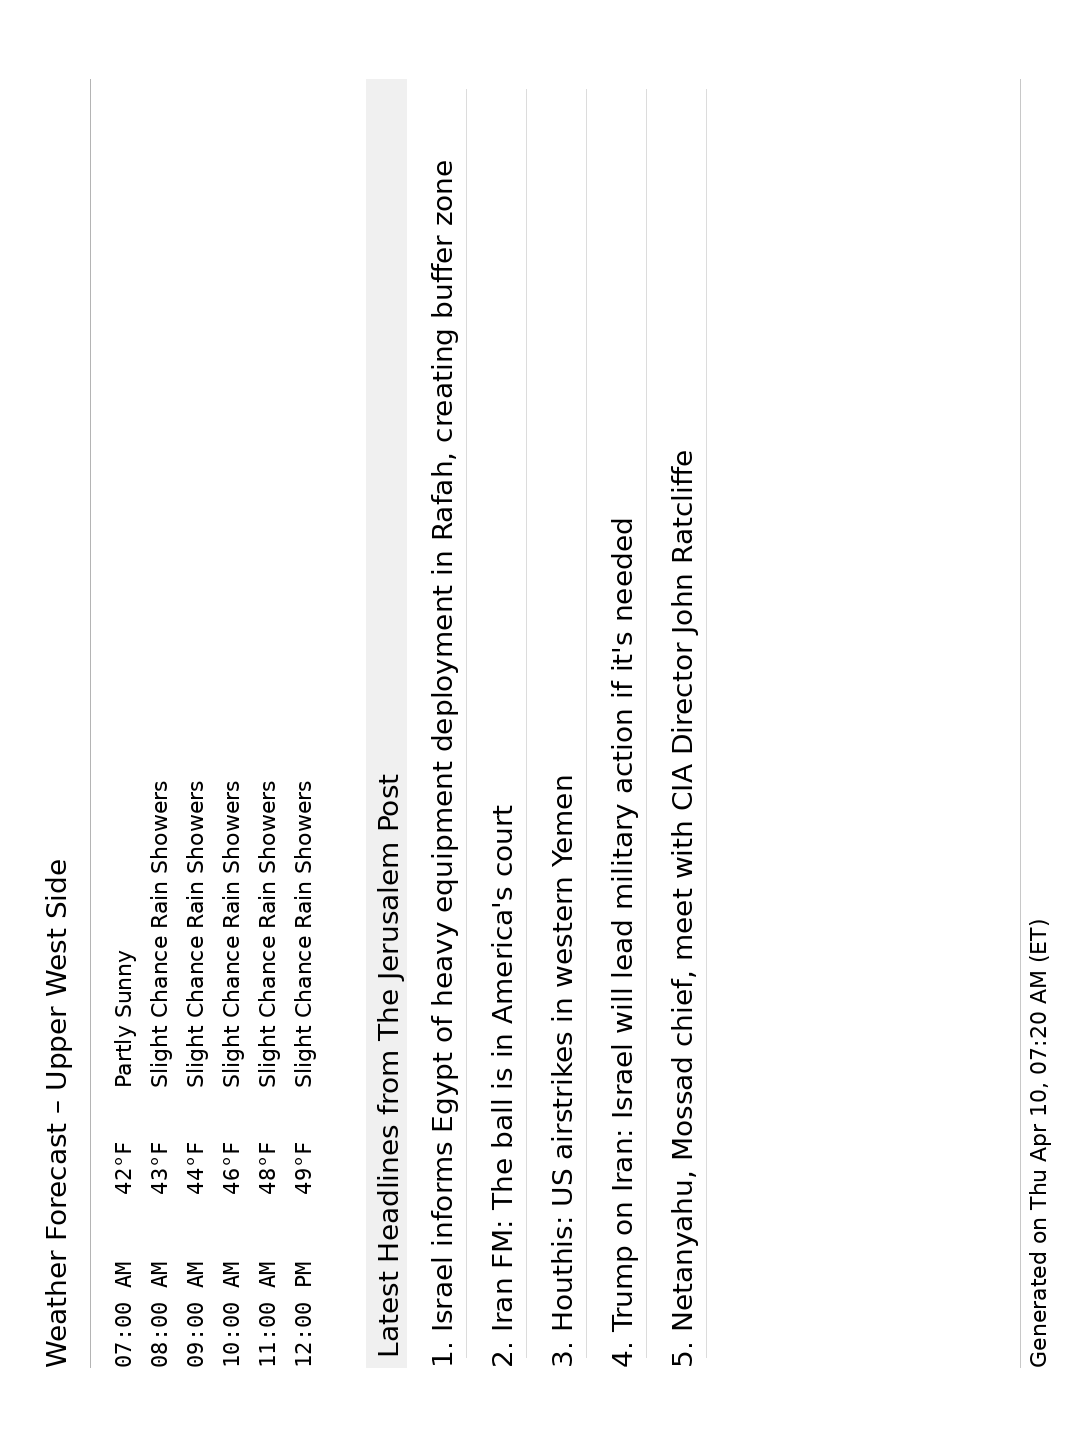 Weather Forecast – Upper West Side
07:00 AM 42°F Partly Sunny
08:00 AM 43°F Slight Chance Rain Showers
09:00 AM 44°F Slight Chance Rain Showers
10:00 AM 46°F Slight Chance Rain Showers
11:00 AM 48°F Slight Chance Rain Showers
12:00 PM 49°F Slight Chance Rain Showers
Latest Headlines from The Jerusalem Post
1. Israel informs Egypt of heavy equipment deployment in Rafah, creating buffer zone
2. Iran FM: The ball is in America's court
3. Houthis: US airstrikes in western Yemen
4. Trump on Iran: Israel will lead military action if it's needed
5. Netanyahu, Mossad chief, meet with CIA Director John Ratcliffe
Generated on Thu Apr 10, 07:20 AM (ET)